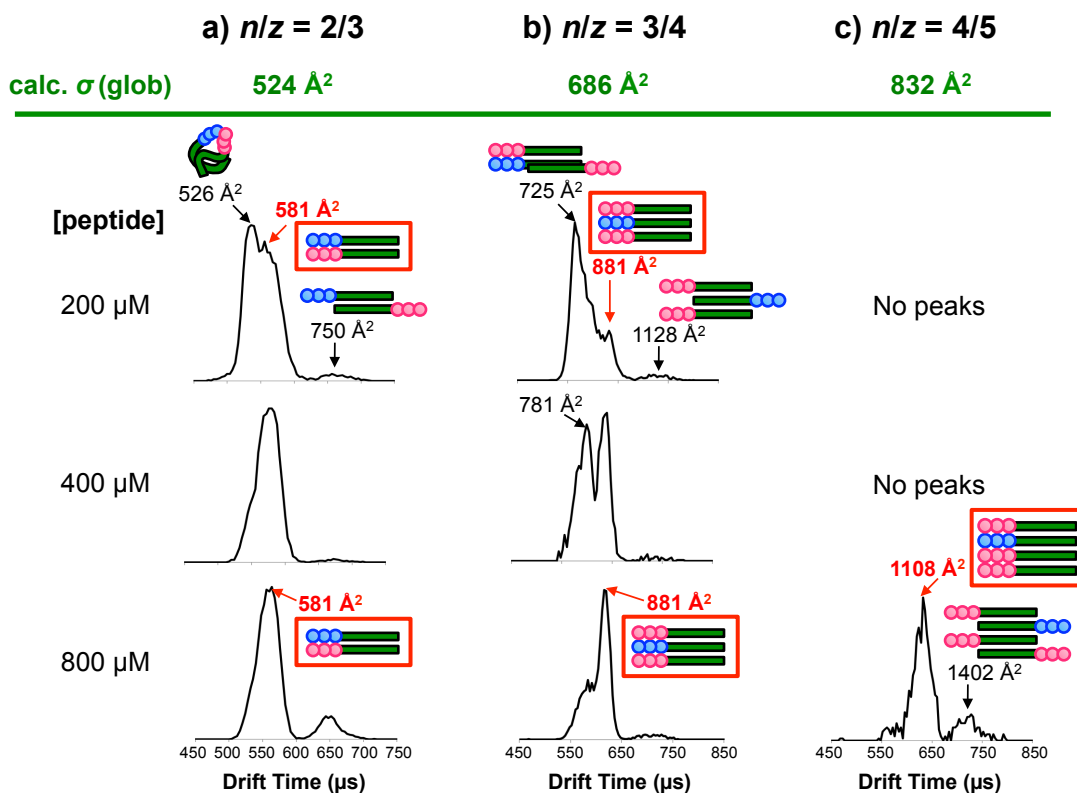 a) n/z = 2/3
b) n/z = 3/4
c) n/z = 4/5
calc. σ (glob)
524 Å²
686 Å²
832 Å²
[peptide]
200 µM
526 Å²
581 Å²
750 Å²
725 Å²
881 Å²
1128 Å²
No peaks
400 µM
781 Å²
No peaks
800 µM
581 Å²
881 Å²
1108 Å²
1402 Å²
450 500 550 600 650 700 750
450 550 650 750 850
450 550 650 750 850
Drift Time (µs)
Drift Time (µs)
Drift Time (µs)